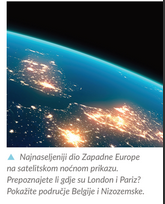 Najnaseljeniji dio Zapadne Europe
na satelitskom noćnom prikazu.
Prepoznajete li gdje su London i Pariz?
Pokažite područje Belgije i Nizozemske.